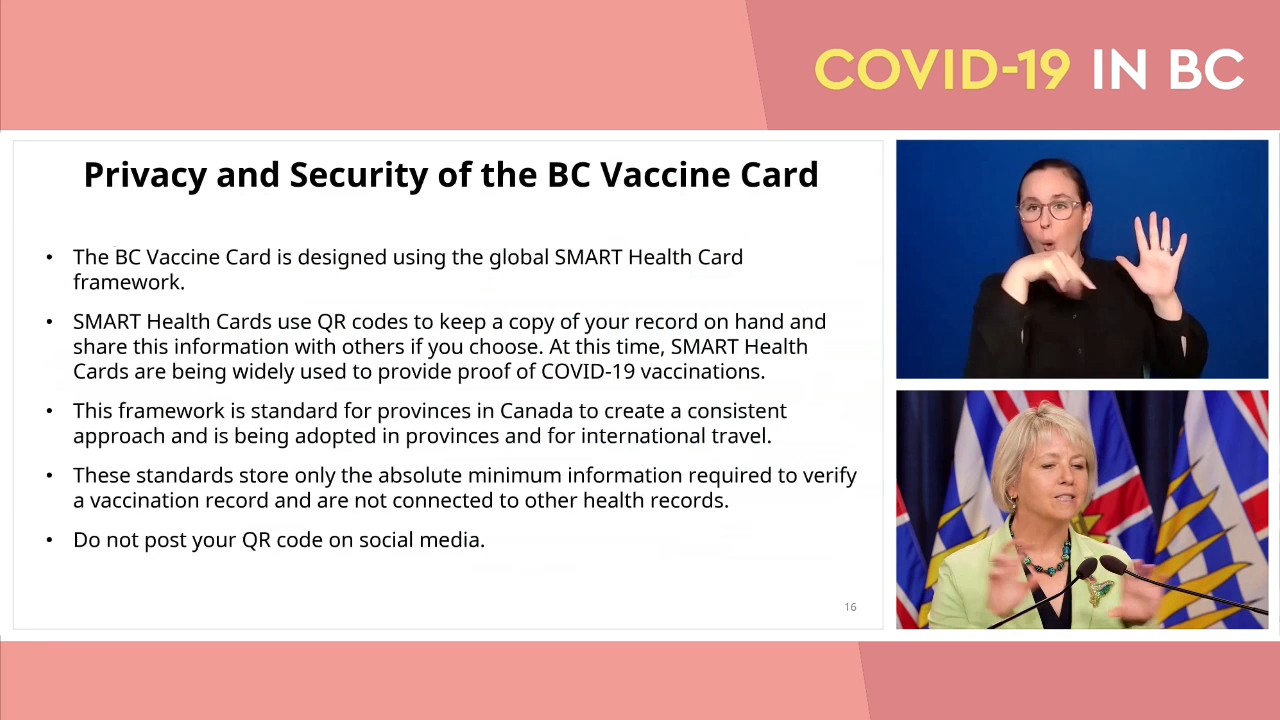 COVID-19 IN BC
Privacy and Security of the BC Vaccine Card
• The BC Vaccine Card is designed using the global SMART Health Card
framework.
• SMART Health Cards use QR codes to keep a copy of your record on hand and
share this information with others if you choose. At this time, SMART Health
Cards are being widely used to provide proof of COVID-19 vaccinations.
• This framework is standard for provinces in Canada to create a consistent
approach and is being adopted in provinces and for international travel.
• These standards store only the absolute minimum information required to verify
a vaccination record and are not connected to other health records.
• Do not post your QR code on social media.
16